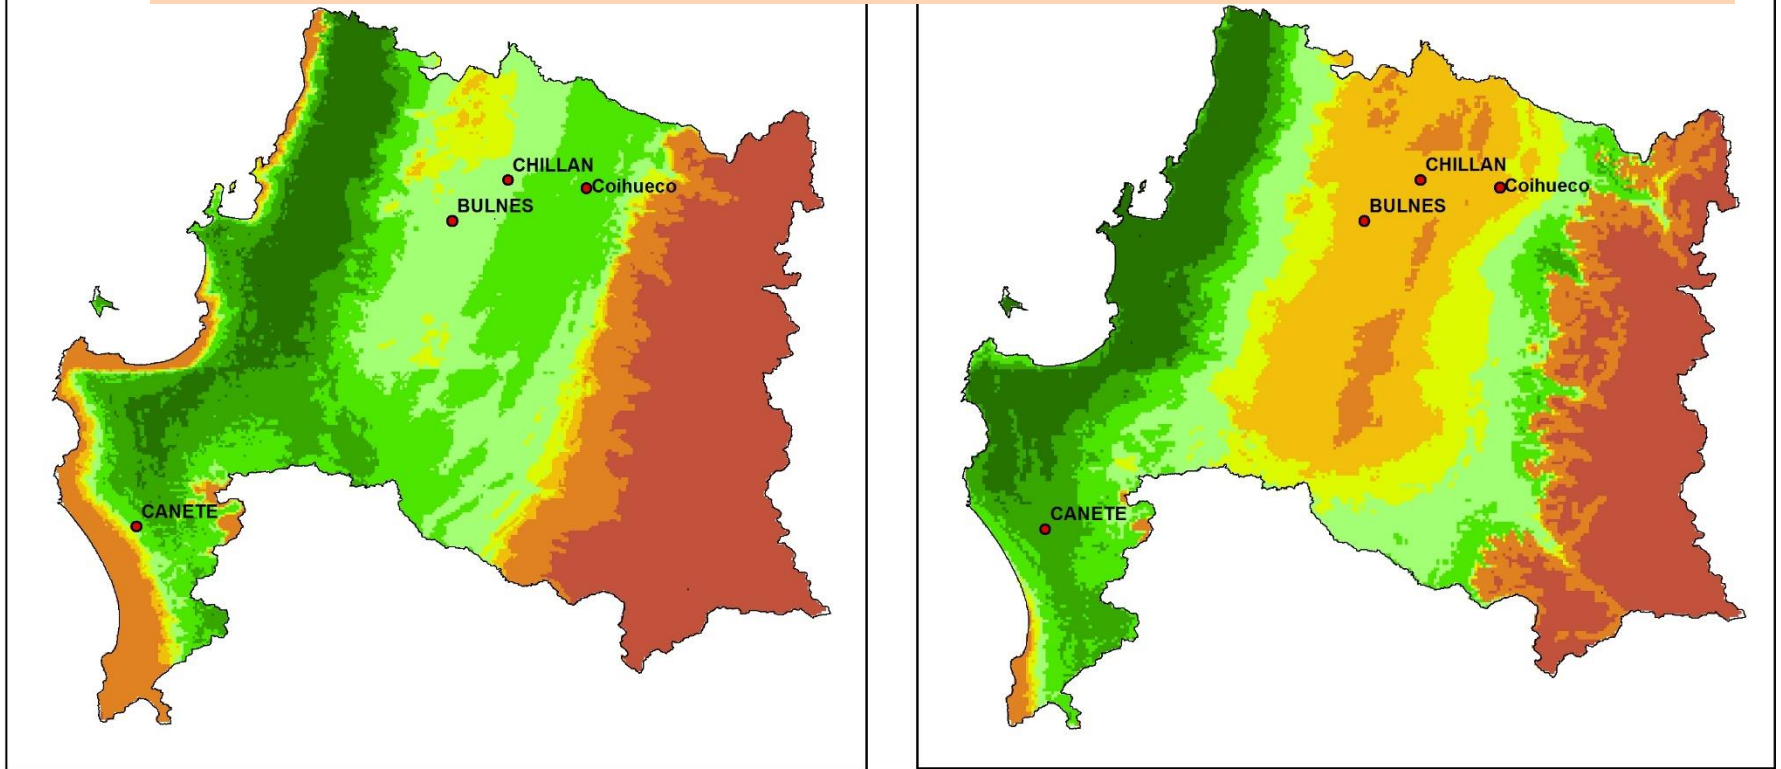 CHILLAN
Coihueco
BULNES
CANETE
CHILLAN
Coihueco
BULNES
CANETE